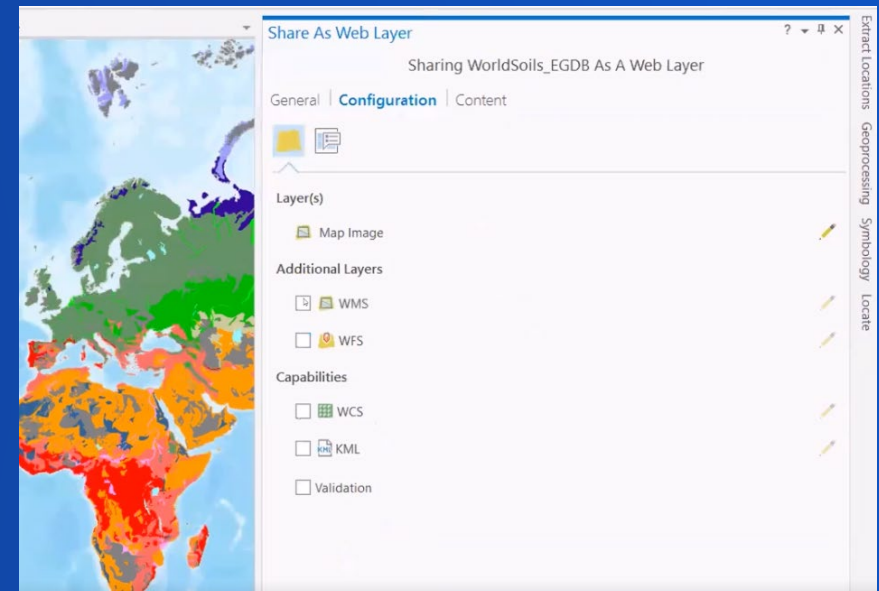 Share As Web Layer
?
Sharing WorldSoils_EGDB As A Web Layer
General | Configuration | Content
Layer(s)
Map Image
Additional Layers
WMS
WFS
Capabilities
WCS
KML
KML
Validation
Extract Locations
Geoprocessing
Symbology
Locate